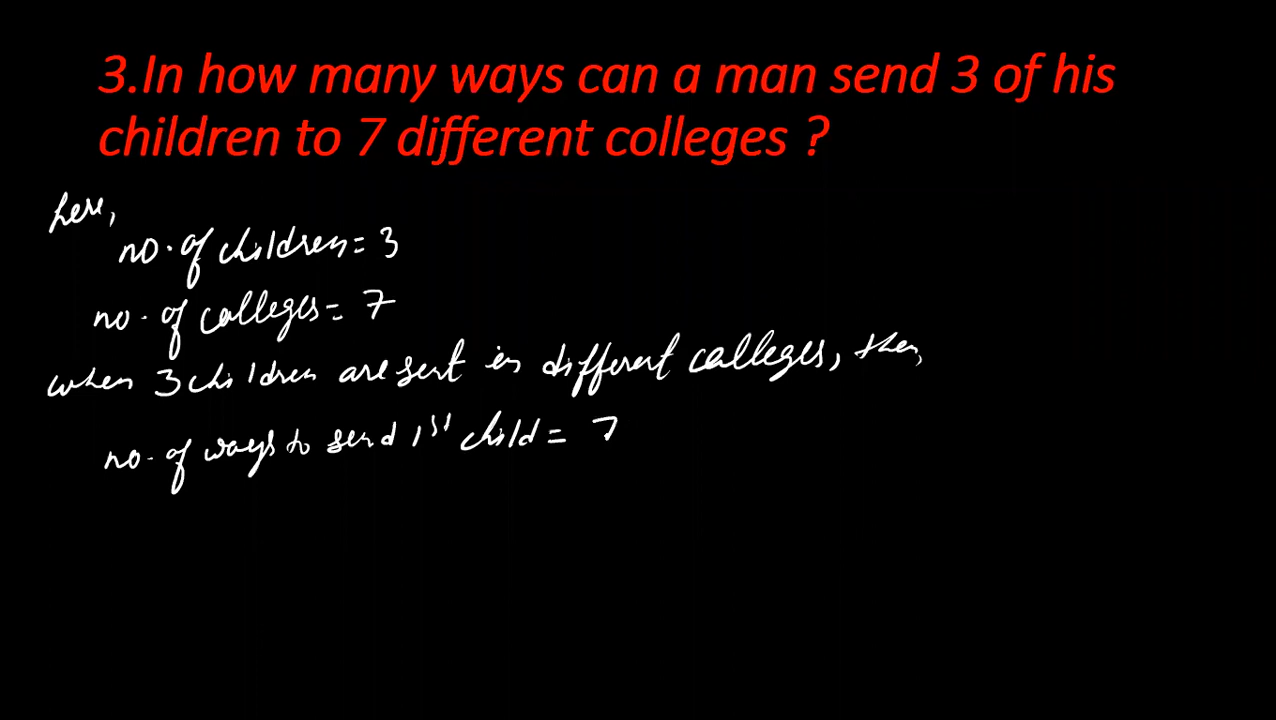 3.In how many ways can a man send 3 of his
children to 7 different colleges ?
here,
no. of children = 3
no. of colleges = 7
when 3 children are sent in different colleges, then,
no. of ways to send 1st child = 7